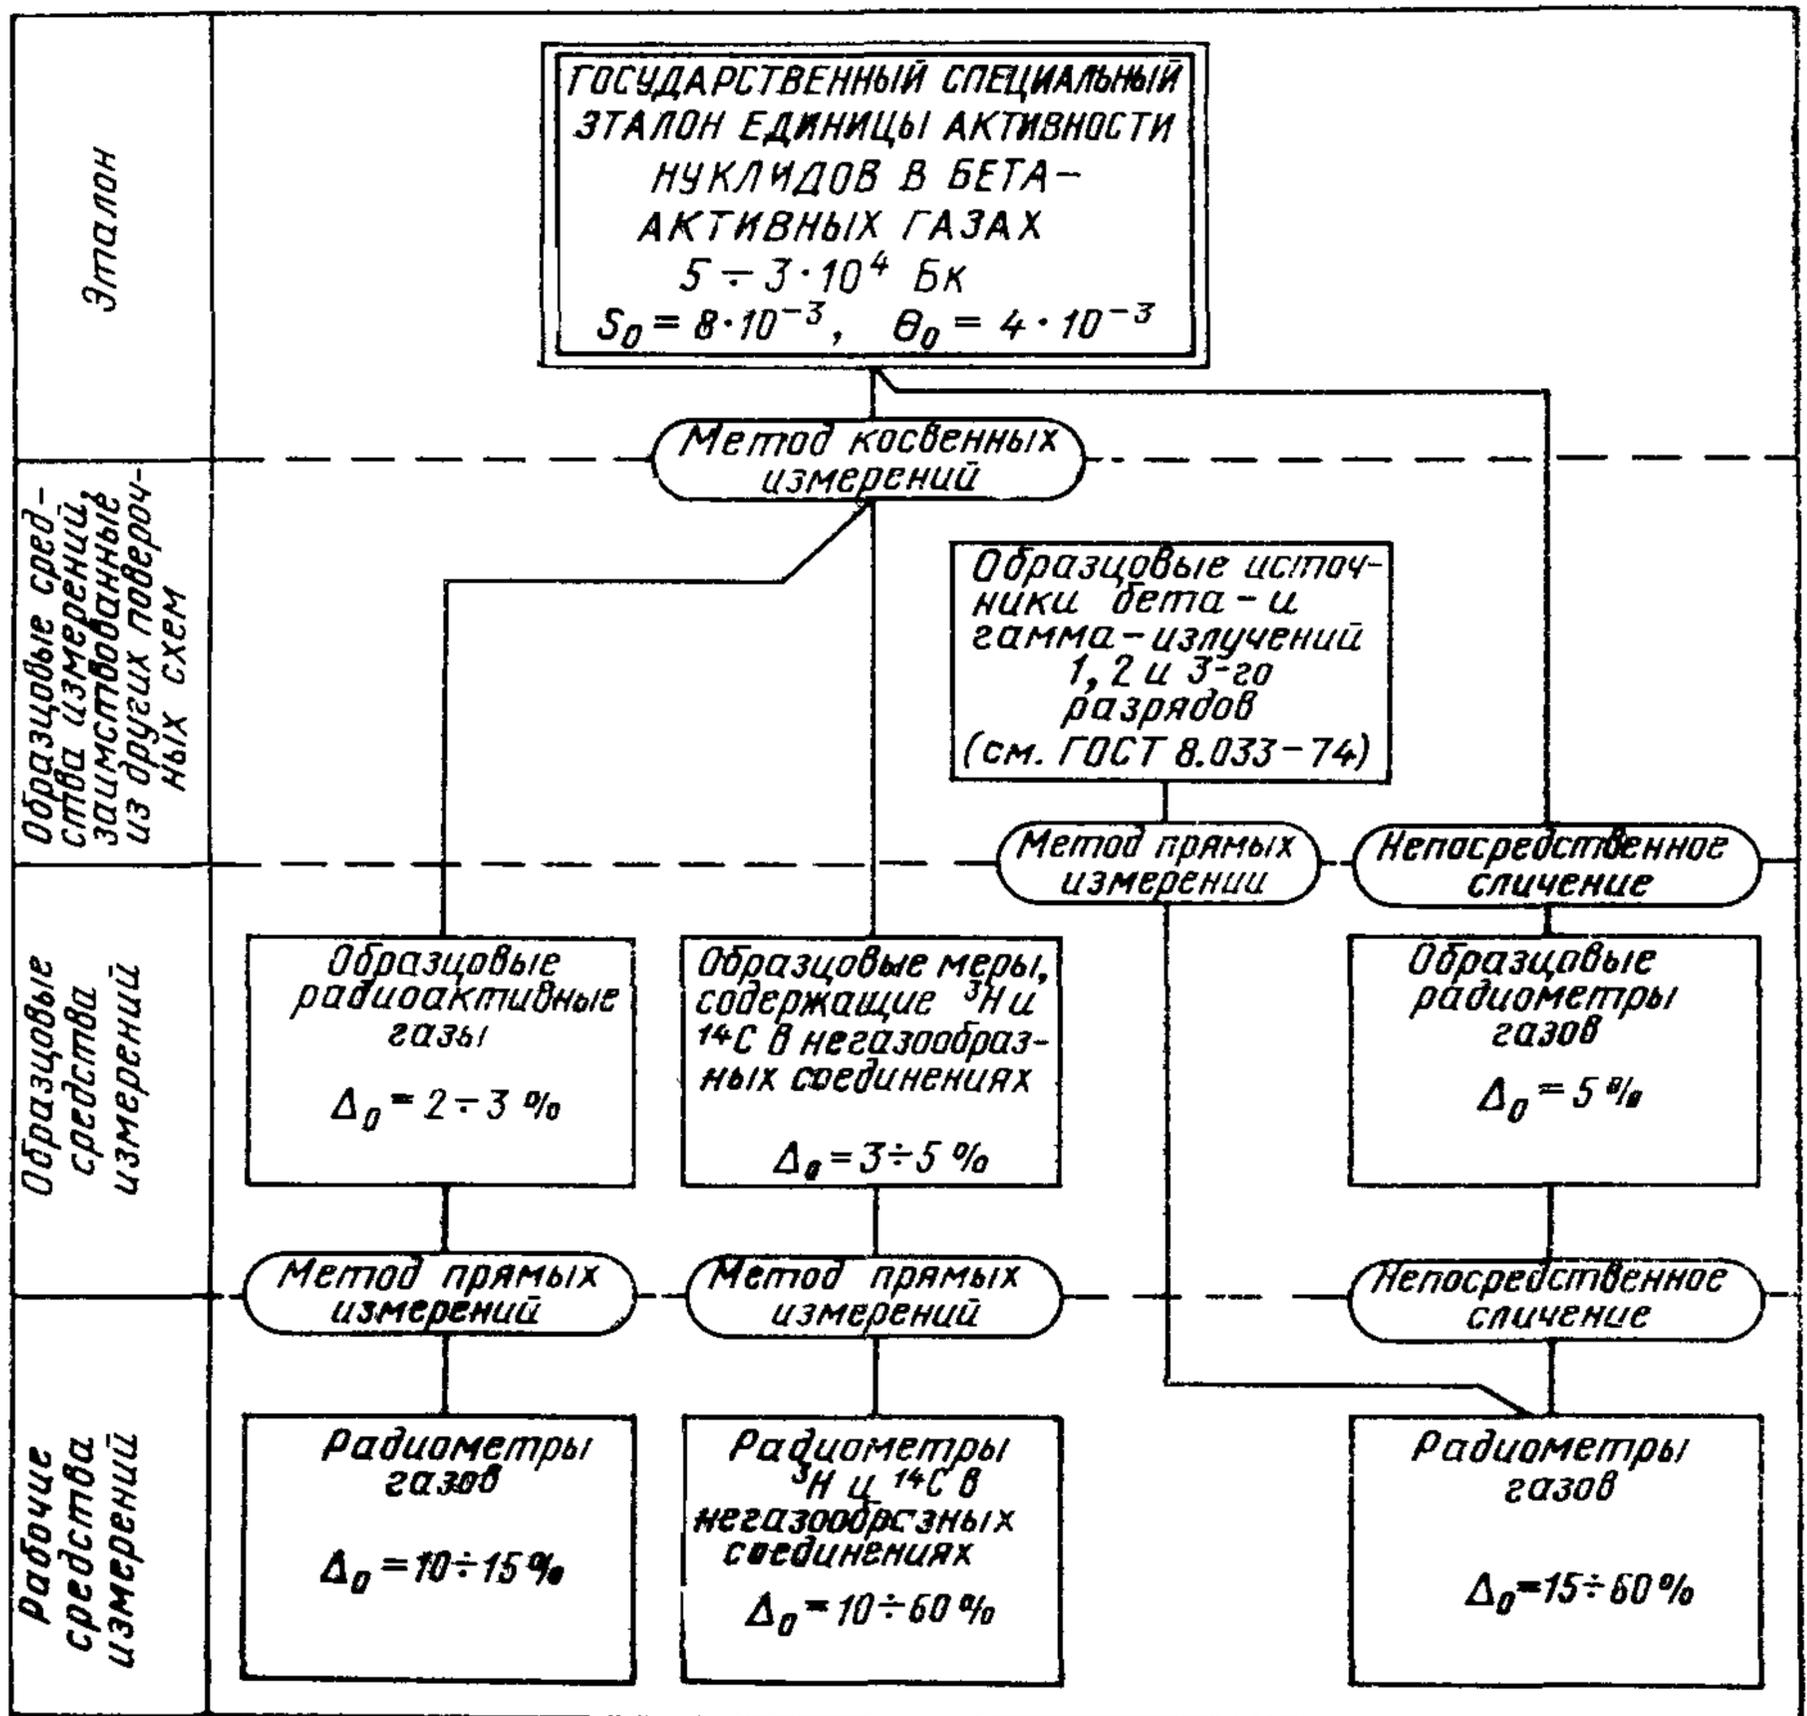 Эталон
ГОСУДАРСТВЕННЫЙ СПЕЦИАЛЬНЫЙ
ЭТАЛОН ЕДИНИЦЫ АКТИВНОСТИ
НУКЛИДОВ В БЕТА-
АКТИВНЫХ ГАЗАХ
5 ÷ 3·10⁴ Бк
S₀ = 8·10⁻³, Θ₀ = 4·10⁻³
Метод косвенных
измерений
Образцовые сред-
ства измерений,
заимствованные
из других повероч-
ных схем
Образцовые источ-
ники бета- и
гамма-излучений
1, 2 и 3-го
разрядов
(см. ГОСТ 8.033-74)
Метод прямых
измерении
Непосредственное
сличение
Образцовые
средства
измерений
Образцовые
радиоактивные
газы
Δ₀ = 2 ÷ 3 %
Образцовые меры,
содержащие ³Н и
¹⁴С в негазообраз-
ных соединениях
Δ₀ = 3÷5 %
Образцовые
радиометры
газов
Δ₀ = 5 %
Метод прямых
измерений
Метод прямых
измерений
Непосредственное
сличение
Рабочие
средства
измерений
Радиометры
газов
Δ₀ = 10÷15 %
Радиометры
³Н и ¹⁴С в
негазообразных
соединениях
Δ₀ = 10÷60 %
Радиометры
газов
Δ₀=15÷60 %